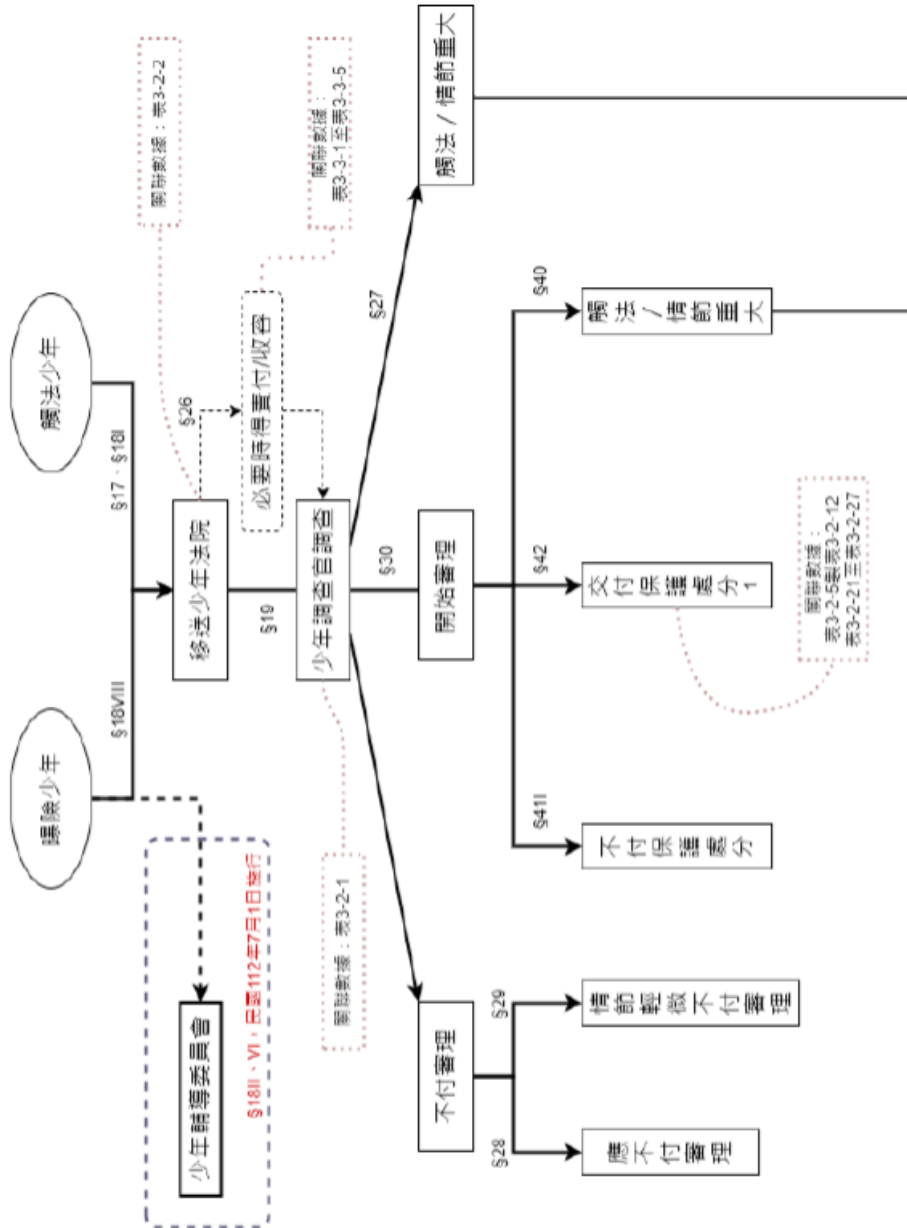 曝險少年
觸法少年
§18VIII
§17、§18I
少年輔導委員會
§18II、VI，民國112年7月1日施行
移送少年法院
關聯數據：表3-2-2
§26
必要時得責付/收容
關聯數據：
表3-3-1至表3-3-5
§19
少年調查官調查
關聯數據：表3-2-1
§30
§27
不付審理
開始審理
觸法 / 情節重大
§28
§29
§41I
§42
§40
應不付審理
情節輕微不付審理
不付保護處分
交付保護處分1
觸法 / 情節重大
關聯數據：
表3-2-5至表3-2-12
表3-2-21至表3-2-27